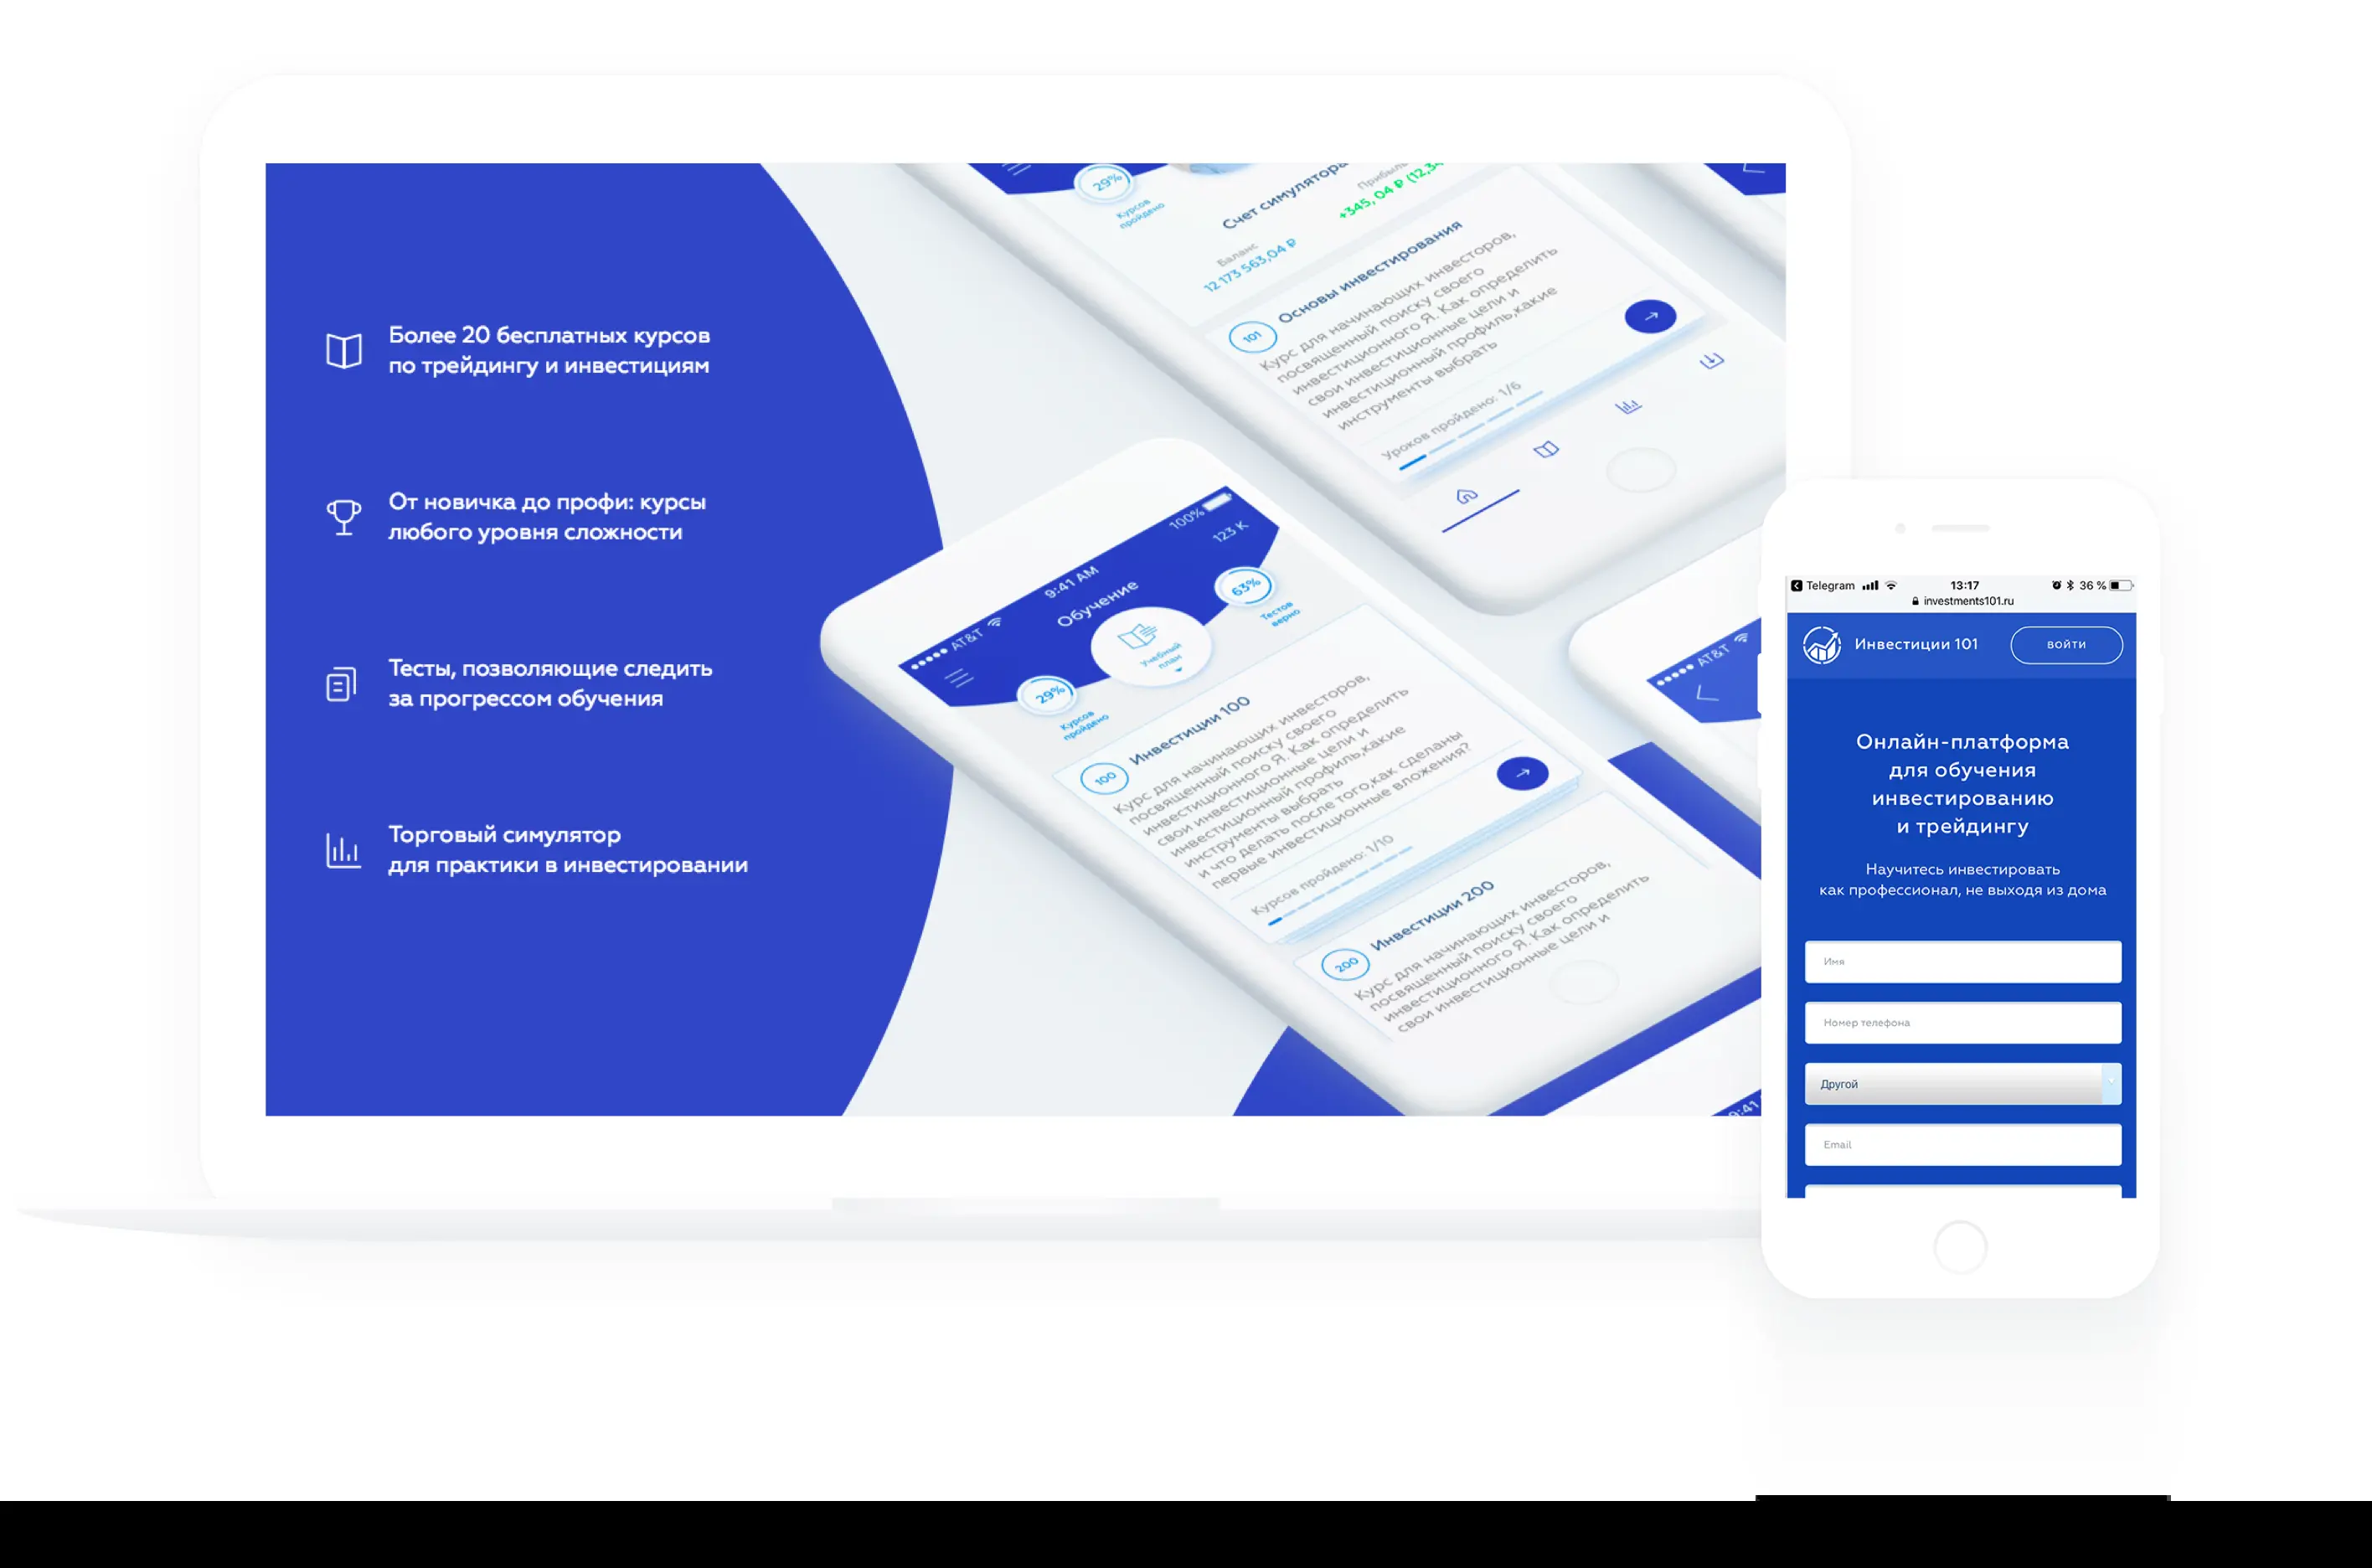 Более 20 бесплатных курсов
по трейдингу и инвестициям
От новичка до профи: курсы
любого уровня сложности
Тесты, позволяющие следить
за прогрессом обучения
Торговый симулятор
для практики в инвестировании
29%
Курсов
пройдено
Счет симулятора
Баланс
12 173 563,04 ₽
+345, 04 ₽
101
Основы инвестирования
Курс для начинающих инвесторов,
посвященный поиску своего
инвестиционного Я. Как определить
свои инвестиционные цели и
инвестиционный профиль,какие
инструменты выбрать
Уроков пройдено: 1/6
AT&T
9:41 AM
100%
Обучение
123 K
29%
Курсов
пройдено
Учебный
план
63%
Тестов
верно
100
Инвестиции 100
Курс для начинающих инвесторов,
посвященный поиску своего
инвестиционного Я. Как определить
свои инвестиционные цели и
инвестиционный профиль,какие
инструменты выбрать
и что делать после того,как сделаны
первые инвестиционные вложения?
Курсов пройдено: 1/10
200
Инвестиции 200
Курс для начинающих инвесторов,
посвященный поиску своего
инвестиционного Я. Как определить
свои инвестиционные цели и
AT&T
9:41
Telegram
13:17
36 %
investments101.ru
Инвестиции 101
ВОЙТИ
Онлайн-платформа
для обучения
инвестированию
и трейдингу
Научитесь инвестировать
как профессионал, не выходя из дома
Имя
Номер телефона
Другой
Email